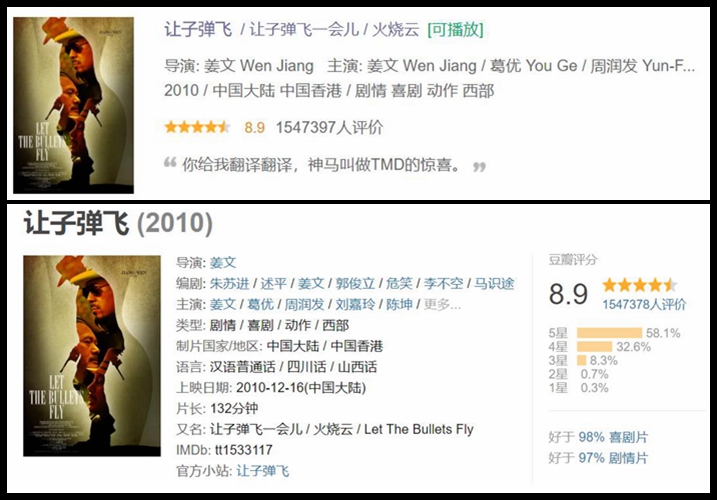 让子弹飞 / 让子弹飞一会儿 / 火烧云 [可播放]
导演: 姜文 Wen Jiang 主演: 姜文 Wen Jiang / 葛优 You Ge / 周润发 Yun-F...
2010 / 中国大陆 中国香港 / 剧情 喜剧 动作 西部
8.9 1547397人评价
“ 你给我翻译翻译，神马叫做TMD的惊喜。 ”
LET
THE BULLETS
FLY
让子弹飞 (2010)
导演: 姜文
编剧: 朱苏进 / 述平 / 姜文 / 郭俊立 / 危笑 / 李不空 / 马识途
主演: 姜文 / 葛优 / 周润发 / 刘嘉玲 / 陈坤 / 更多...
类型: 剧情 / 喜剧 / 动作 / 西部
制片国家/地区: 中国大陆 / 中国香港
语言: 汉语普通话 / 四川话 / 山西话
上映日期: 2010-12-16(中国大陆)
片长: 132分钟
又名: 让子弹飞一会儿 / 火烧云 / Let The Bullets Fly
IMDb: tt1533117
官方小站: 让子弹飞
LET
THE BULLETS
FLY
豆瓣评分
8.9
1547378人评价
5星 58.1%
4星 32.6%
3星 8.3%
2星 0.7%
1星 0.3%
好于 98% 喜剧片
好于 97% 剧情片